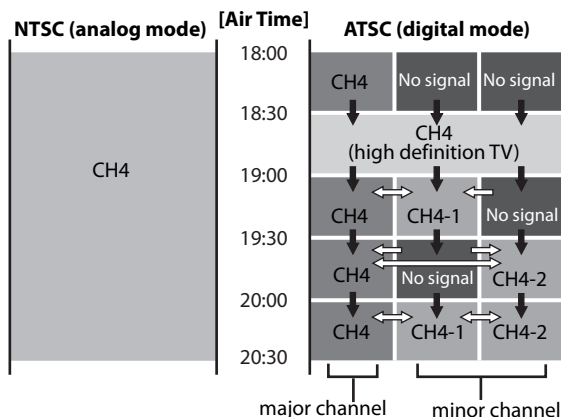 NTSC (analog mode) [Air Time] ATSC (digital mode)
18:00
CH4 No signal No signal
18:30
CH4
(high definition TV)
CH4
19:00
CH4 CH4-1 No signal
19:30
CH4 No signal CH4-2
20:00
CH4 CH4-1 CH4-2
20:30
major channel minor channel